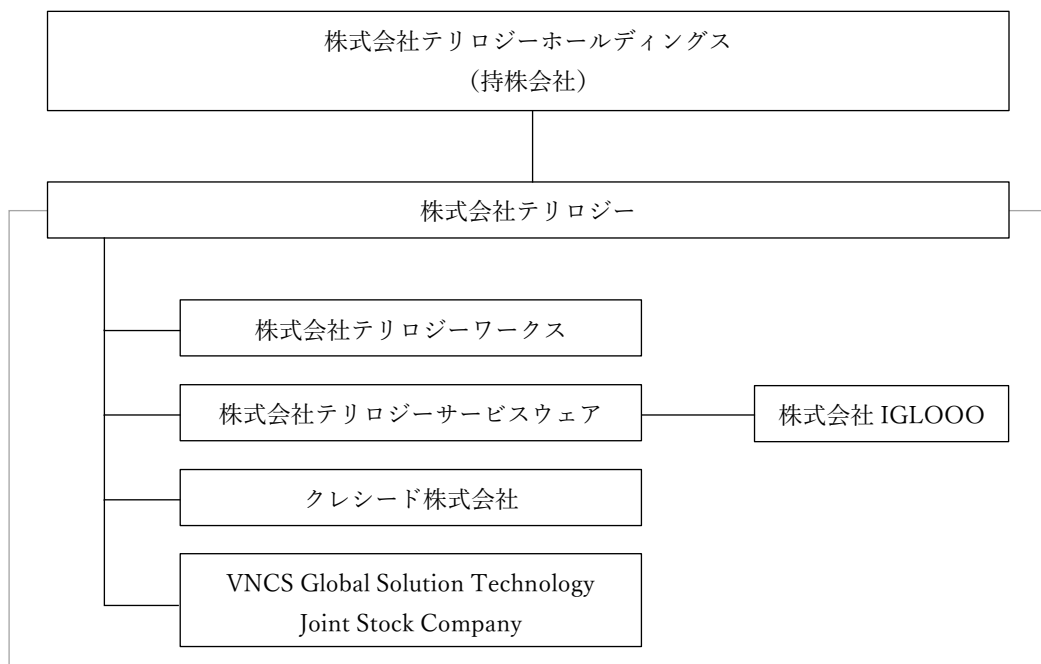 株式会社テリロジーホールディングス
（持株会社）
株式会社テリロジー
株式会社テリロジーワークス
株式会社テリロジーサービスウェア
株式会社 IGLOOO
クレシード株式会社
VNCS Global Solution Technology
Joint Stock Company